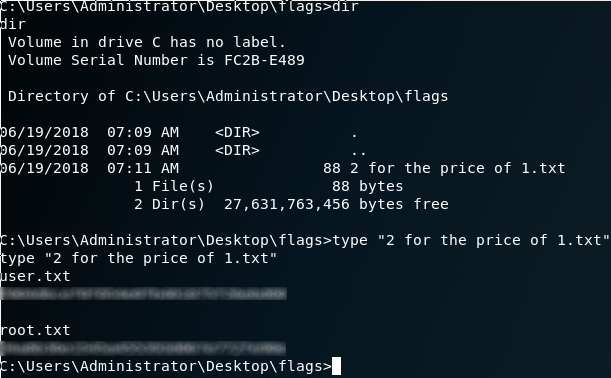 C:\Users\Administrator\Desktop\flags>dir
dir
 Volume in drive C has no label.
 Volume Serial Number is FC2B-E489

 Directory of C:\Users\Administrator\Desktop\flags

06/19/2018  07:09 AM    <DIR>          .
06/19/2018  07:09 AM    <DIR>          ..
06/19/2018  07:11 AM                88 2 for the price of 1.txt
               1 File(s)             88 bytes
               2 Dir(s)  27,631,763,456 bytes free

C:\Users\Administrator\Desktop\flags>type "2 for the price of 1.txt"
type "2 for the price of 1.txt"
user.txt

root.txt
C:\Users\Administrator\Desktop\flags>